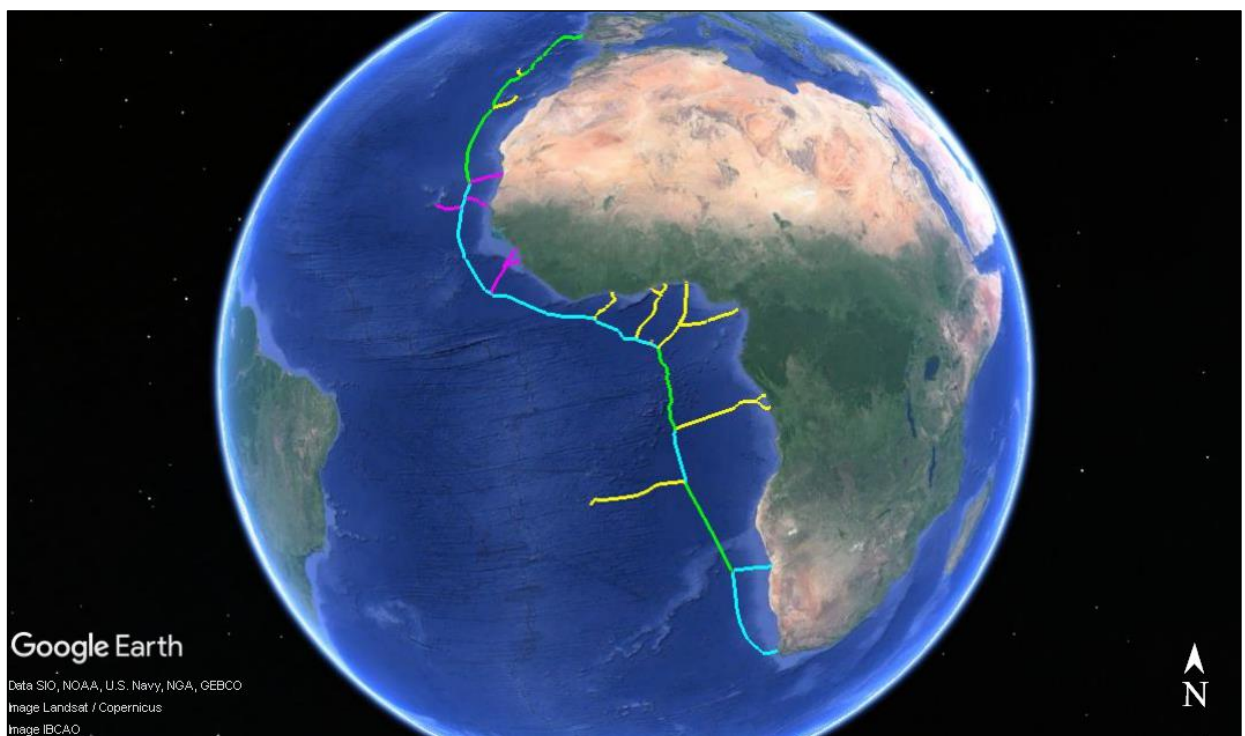 Google Earth
Data SIO, NOAA, U.S. Navy, NGA, GEBCO
Image Landsat / Copernicus
Image IBCAO
N